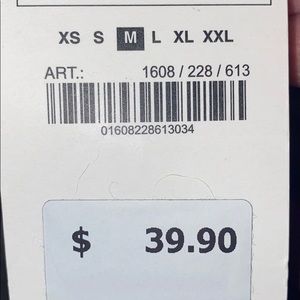 XS S M L XL XXL
ART.: 1608 / 228 / 613
01608228613034
$ 39.90